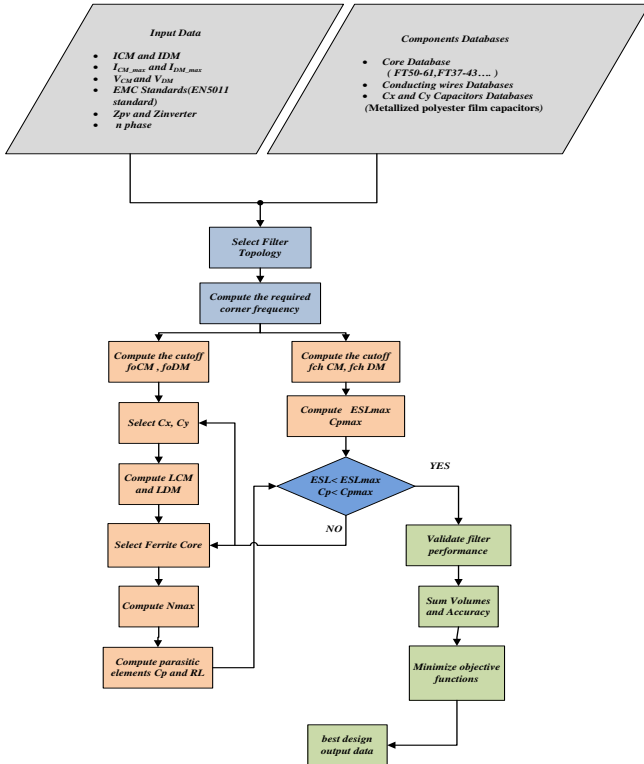 Input Data
• ICM and IDM
• I_CM_max and I_DM_max
• V_CM and V_DM
• EMC Standards(EN5011
standard)
• Zpv and Zinverter
• n phase
Components Databases
• Core Database
( FT50-61,FT37-43…. )
• Conducting wires Databases
• Cx and Cy Capacitors Databases
(Metallized polyester film capacitors)
Select Filter
Topology
Compute the required
corner frequency
Compute the cutoff
foCM , foDM
Compute the cutoff
fch CM, fch DM
Select Cx, Cy
Compute ESLmax
Cpmax
Compute LCM
and LDM
ESL< ESLmax
Cp< Cpmax
YES
NO
Select Ferrite Core
Validate filter
performance
Compute Nmax
Sum Volumes
and Accuracy
Compute parasitic
elements Cp and RL
Minimize objective
functions
best design
output data